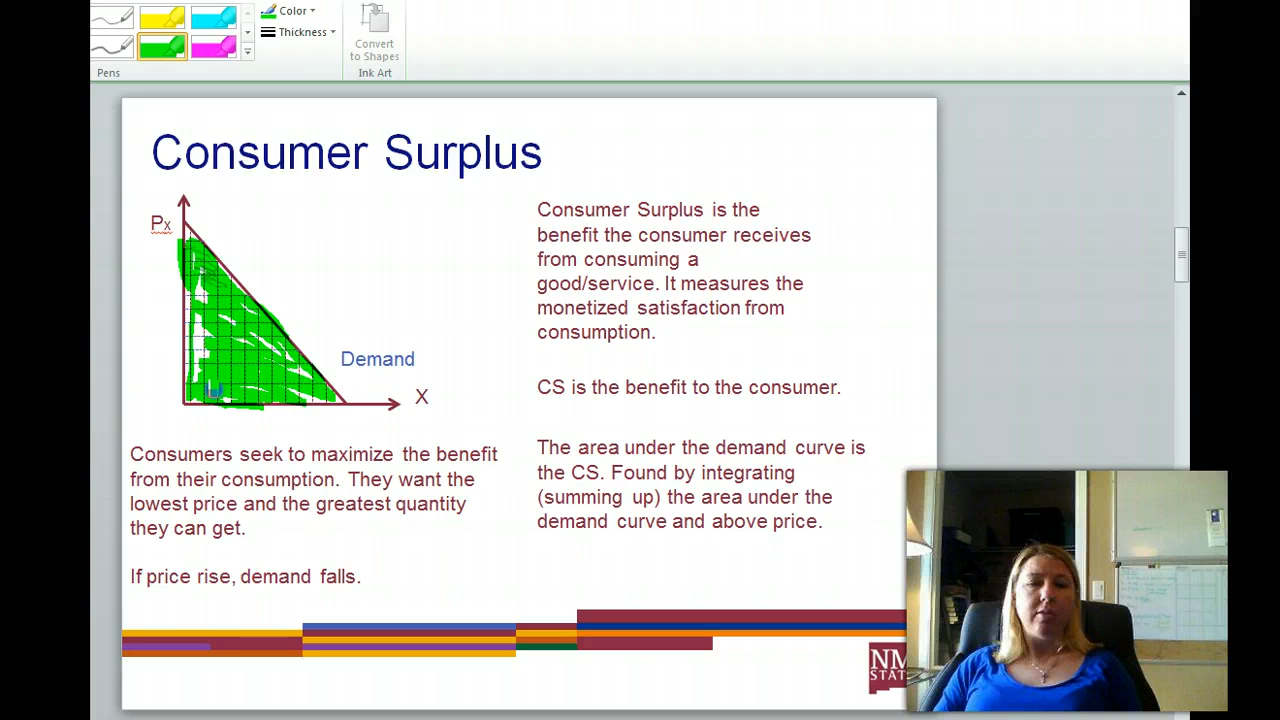 Color
Thickness
Convert
to Shapes
Pens
Ink Art
Consumer Surplus
Px
Demand
X
Consumers seek to maximize the benefit
from their consumption. They want the
lowest price and the greatest quantity
they can get.
If price rise, demand falls.
Consumer Surplus is the
benefit the consumer receives
from consuming a
good/service. It measures the
monetized satisfaction from
consumption.
CS is the benefit to the consumer.
The area under the demand curve is
the CS. Found by integrating
(summing up) the area under the
demand curve and above price.
STAT